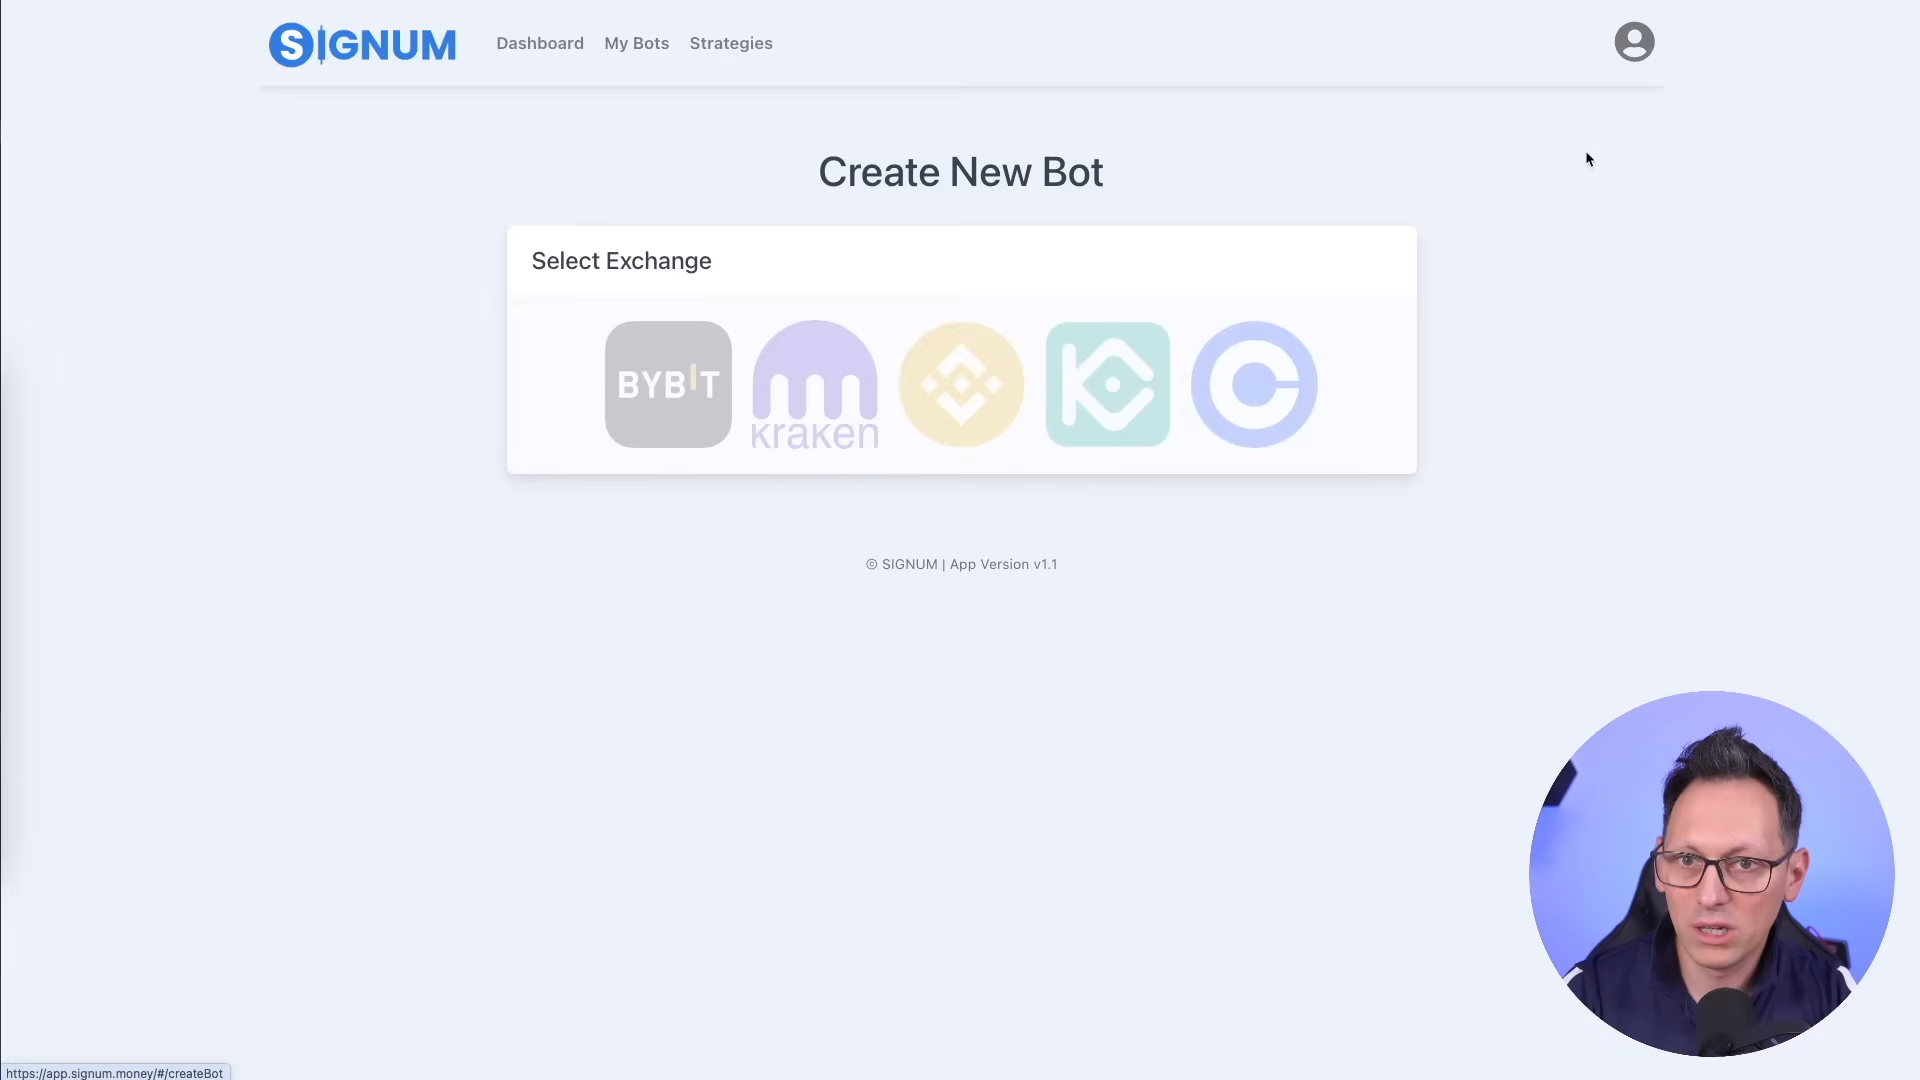 SIGNUM
Dashboard
My Bots
Strategies
Create New Bot
Select Exchange
BYBIT
kraken
© SIGNUM | App Version v1.1
https://app.signum.money/#/createBot